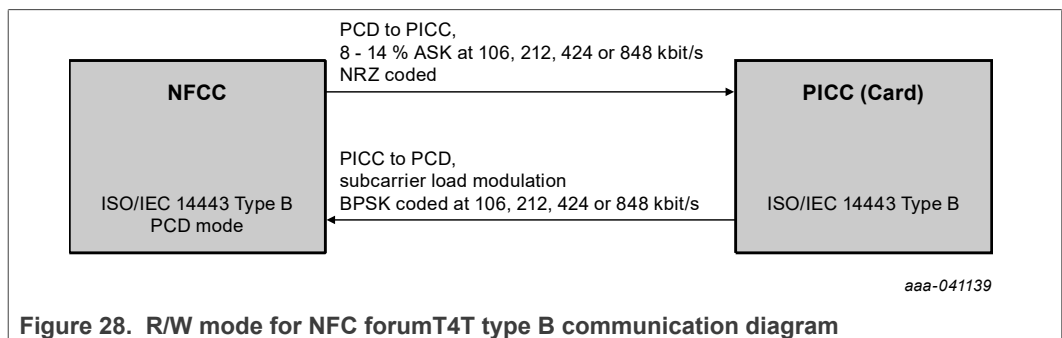 PCD to PICC,
8 - 14 % ASK at 106, 212, 424 or 848 kbit/s
NRZ coded
NFCC
PICC (Card)
PICC to PCD,
subcarrier load modulation
BPSK coded at 106, 212, 424 or 848 kbit/s
ISO/IEC 14443 Type B
PCD mode
ISO/IEC 14443 Type B
aaa-041139
Figure 28. R/W mode for NFC forumT4T type B communication diagram